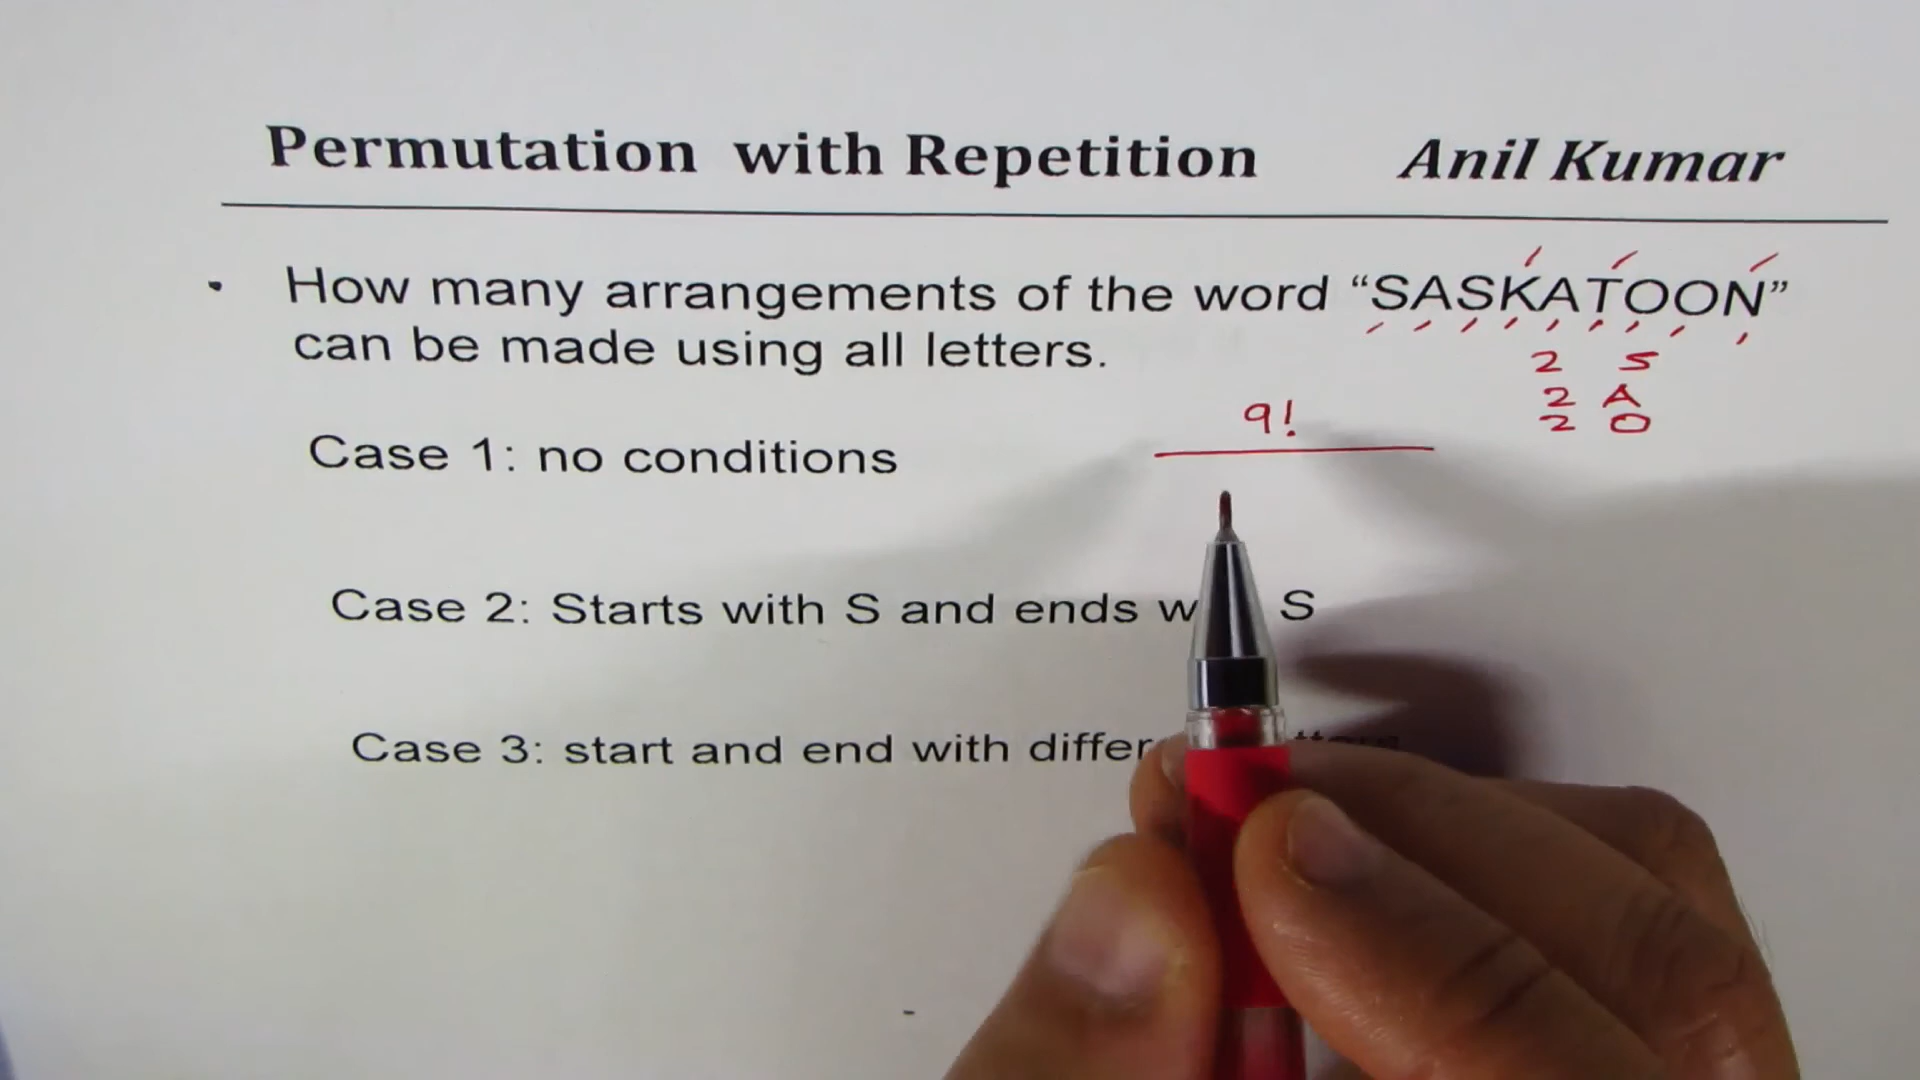 Permutation with Repetition Anil Kumar
• How many arrangements of the word “SASKATOON”
can be made using all letters.
2 S
2 A
2 O
9!
Case 1: no conditions
Case 2: Starts with S and ends S
Case 3: start and end with